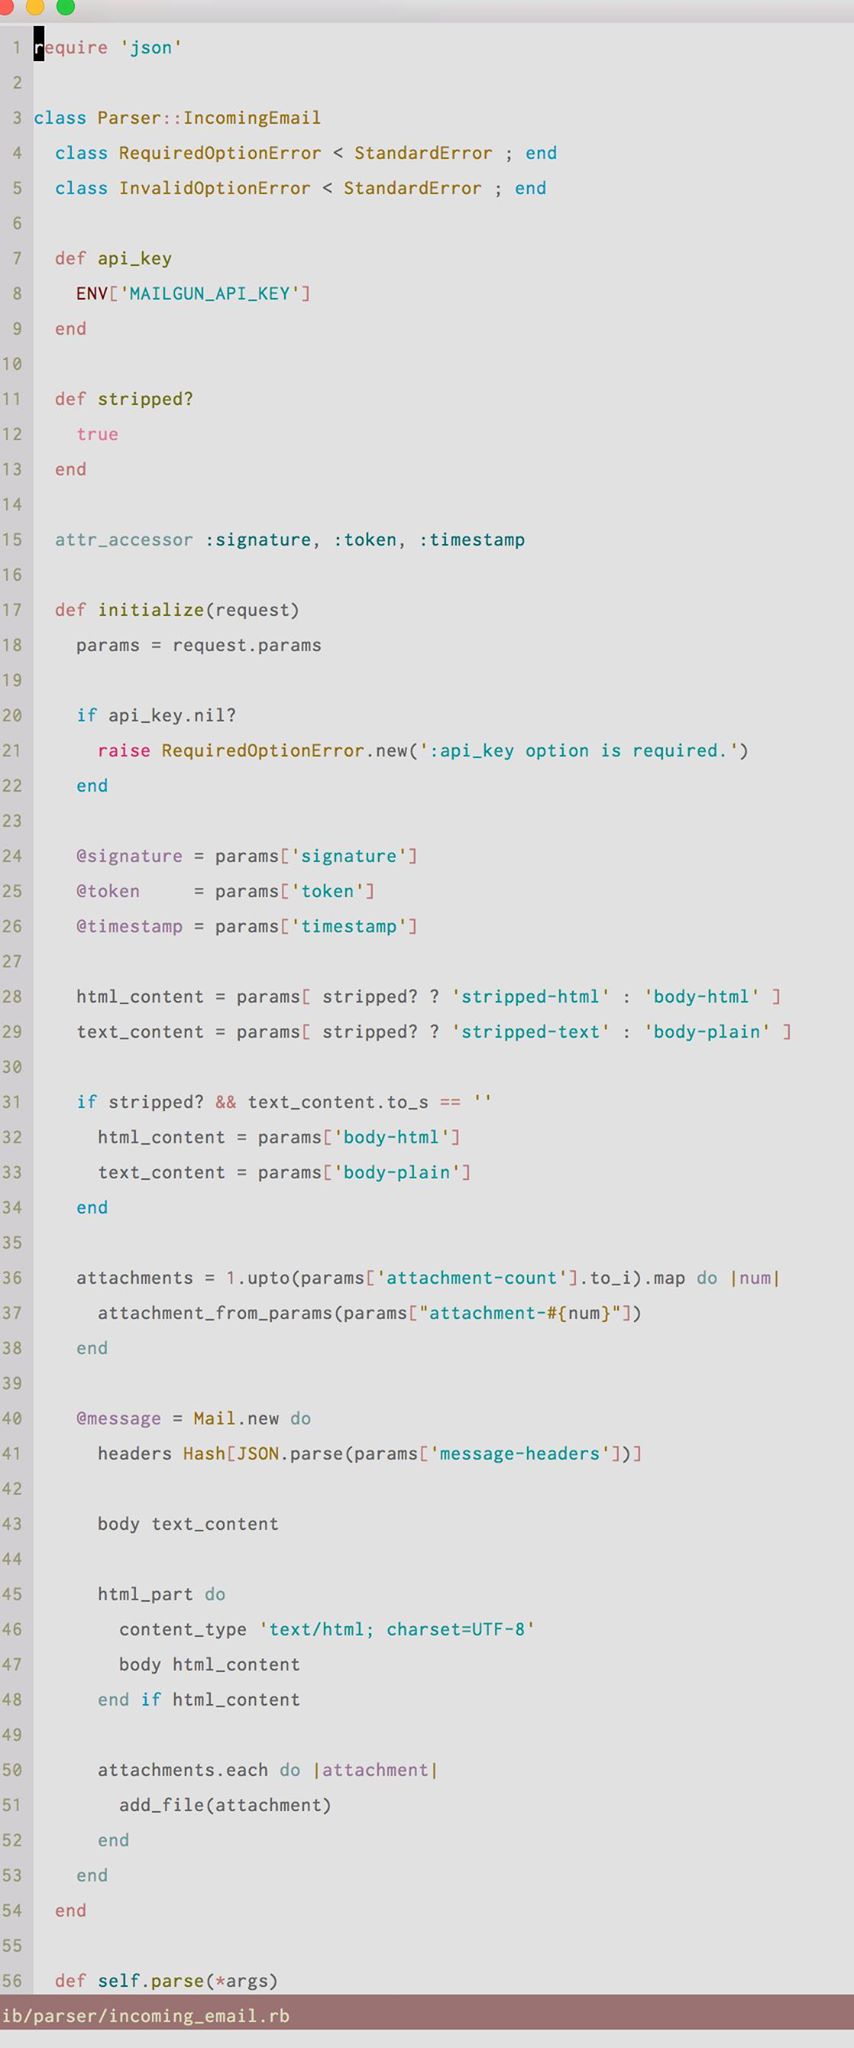 1 require 'json'
2
3 class Parser::IncomingEmail
4   class RequiredOptionError < StandardError ; end
5   class InvalidOptionError < StandardError ; end
6
7   def api_key
8     ENV['MAILGUN_API_KEY']
9   end
10
11   def stripped?
12     true
13   end
14
15   attr_accessor :signature, :token, :timestamp
16
17   def initialize(request)
18     params = request.params
19
20     if api_key.nil?
21       raise RequiredOptionError.new(':api_key option is required.')
22     end
23
24     @signature = params['signature']
25     @token     = params['token']
26     @timestamp = params['timestamp']
27
28     html_content = params[ stripped? ? 'stripped-html' : 'body-html' ]
29     text_content = params[ stripped? ? 'stripped-text' : 'body-plain' ]
30
31     if stripped? && text_content.to_s == ''
32       html_content = params['body-html']
33       text_content = params['body-plain']
34     end
35
36     attachments = 1.upto(params['attachment-count'].to_i).map do |num|
37       attachment_from_params(params["attachment-#{num}"])
38     end
39
40     @message = Mail.new do
41       headers Hash[JSON.parse(params['message-headers'])]
42
43       body text_content
44
45       html_part do
46         content_type 'text/html; charset=UTF-8'
47         body html_content
48       end if html_content
49
50       attachments.each do |attachment|
51         add_file(attachment)
52       end
53     end
54   end
55
56   def self.parse(*args)
ib/parser/incoming_email.rb